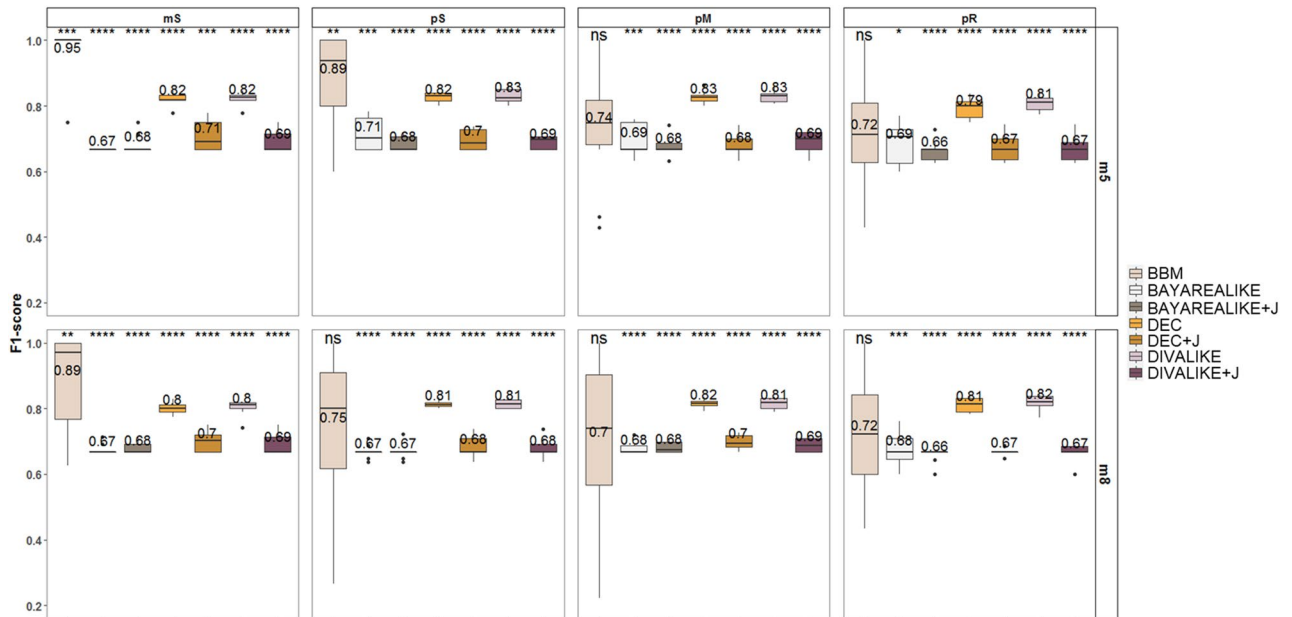 mS pS pM pR
*** **** **** **** *** **** ****
** *** **** **** **** **** ****
ns *** **** **** **** **** ****
ns * **** **** **** **** ****
1.0
0.8
0.6
0.4
0.2
0.95 0.67 0.68 0.82 0.71 0.82 0.69
0.89 0.71 0.68 0.82 0.7 0.83 0.69
0.74 0.69 0.68 0.83 0.68 0.83 0.69
0.72 0.69 0.66 0.79 0.67 0.81 0.67
m5
F1-score
** **** **** **** **** **** ****
ns **** **** **** **** **** ****
ns **** **** **** **** **** ****
ns *** **** **** **** **** ****
1.0
0.8
0.6
0.4
0.2
0.89 0.67 0.68 0.8 0.7 0.8 0.69
0.75 0.67 0.67 0.81 0.68 0.81 0.68
0.7 0.68 0.68 0.82 0.7 0.81 0.69
0.72 0.68 0.66 0.81 0.67 0.82 0.67
m8
BBM
BAYAREALIKE
BAYAREALIKE+J
DEC
DEC+J
DIVALIKE
DIVALIKE+J